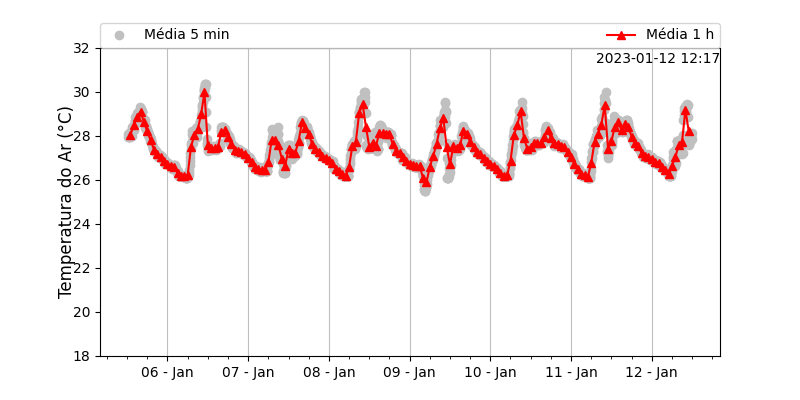 Média 5 min
Média 1 h
2023-01-12 12:17
Temperatura do Ar (°C)
32
30
28
26
24
22
20
18
06 - Jan
07 - Jan
08 - Jan
09 - Jan
10 - Jan
11 - Jan
12 - Jan